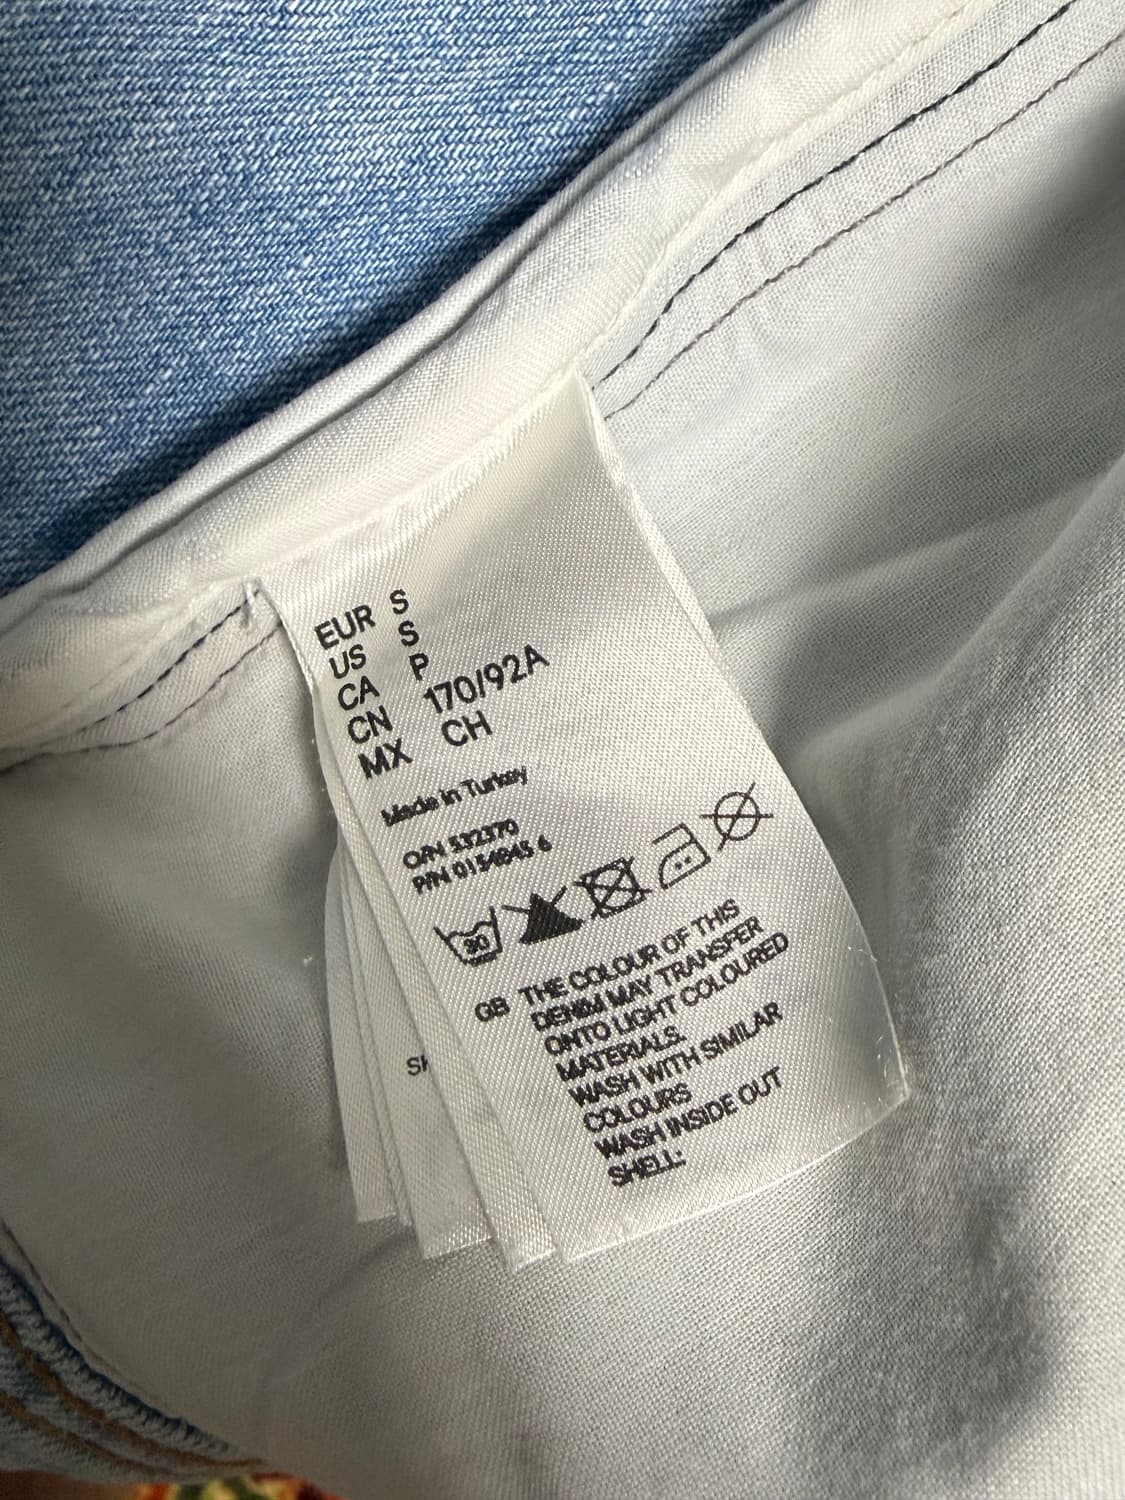 EUR S
US S
CA P
CN 170/92A
MX CH
Made in Turkey
O/N 532370
P/N 0154845 6
30
GB THE COLOUR OF THIS
DENIM MAY TRANSFER
ONTO LIGHT COLOURED
MATERIALS.
WASH WITH SIMILAR
COLOURS
WASH INSIDE OUT
SHELL: